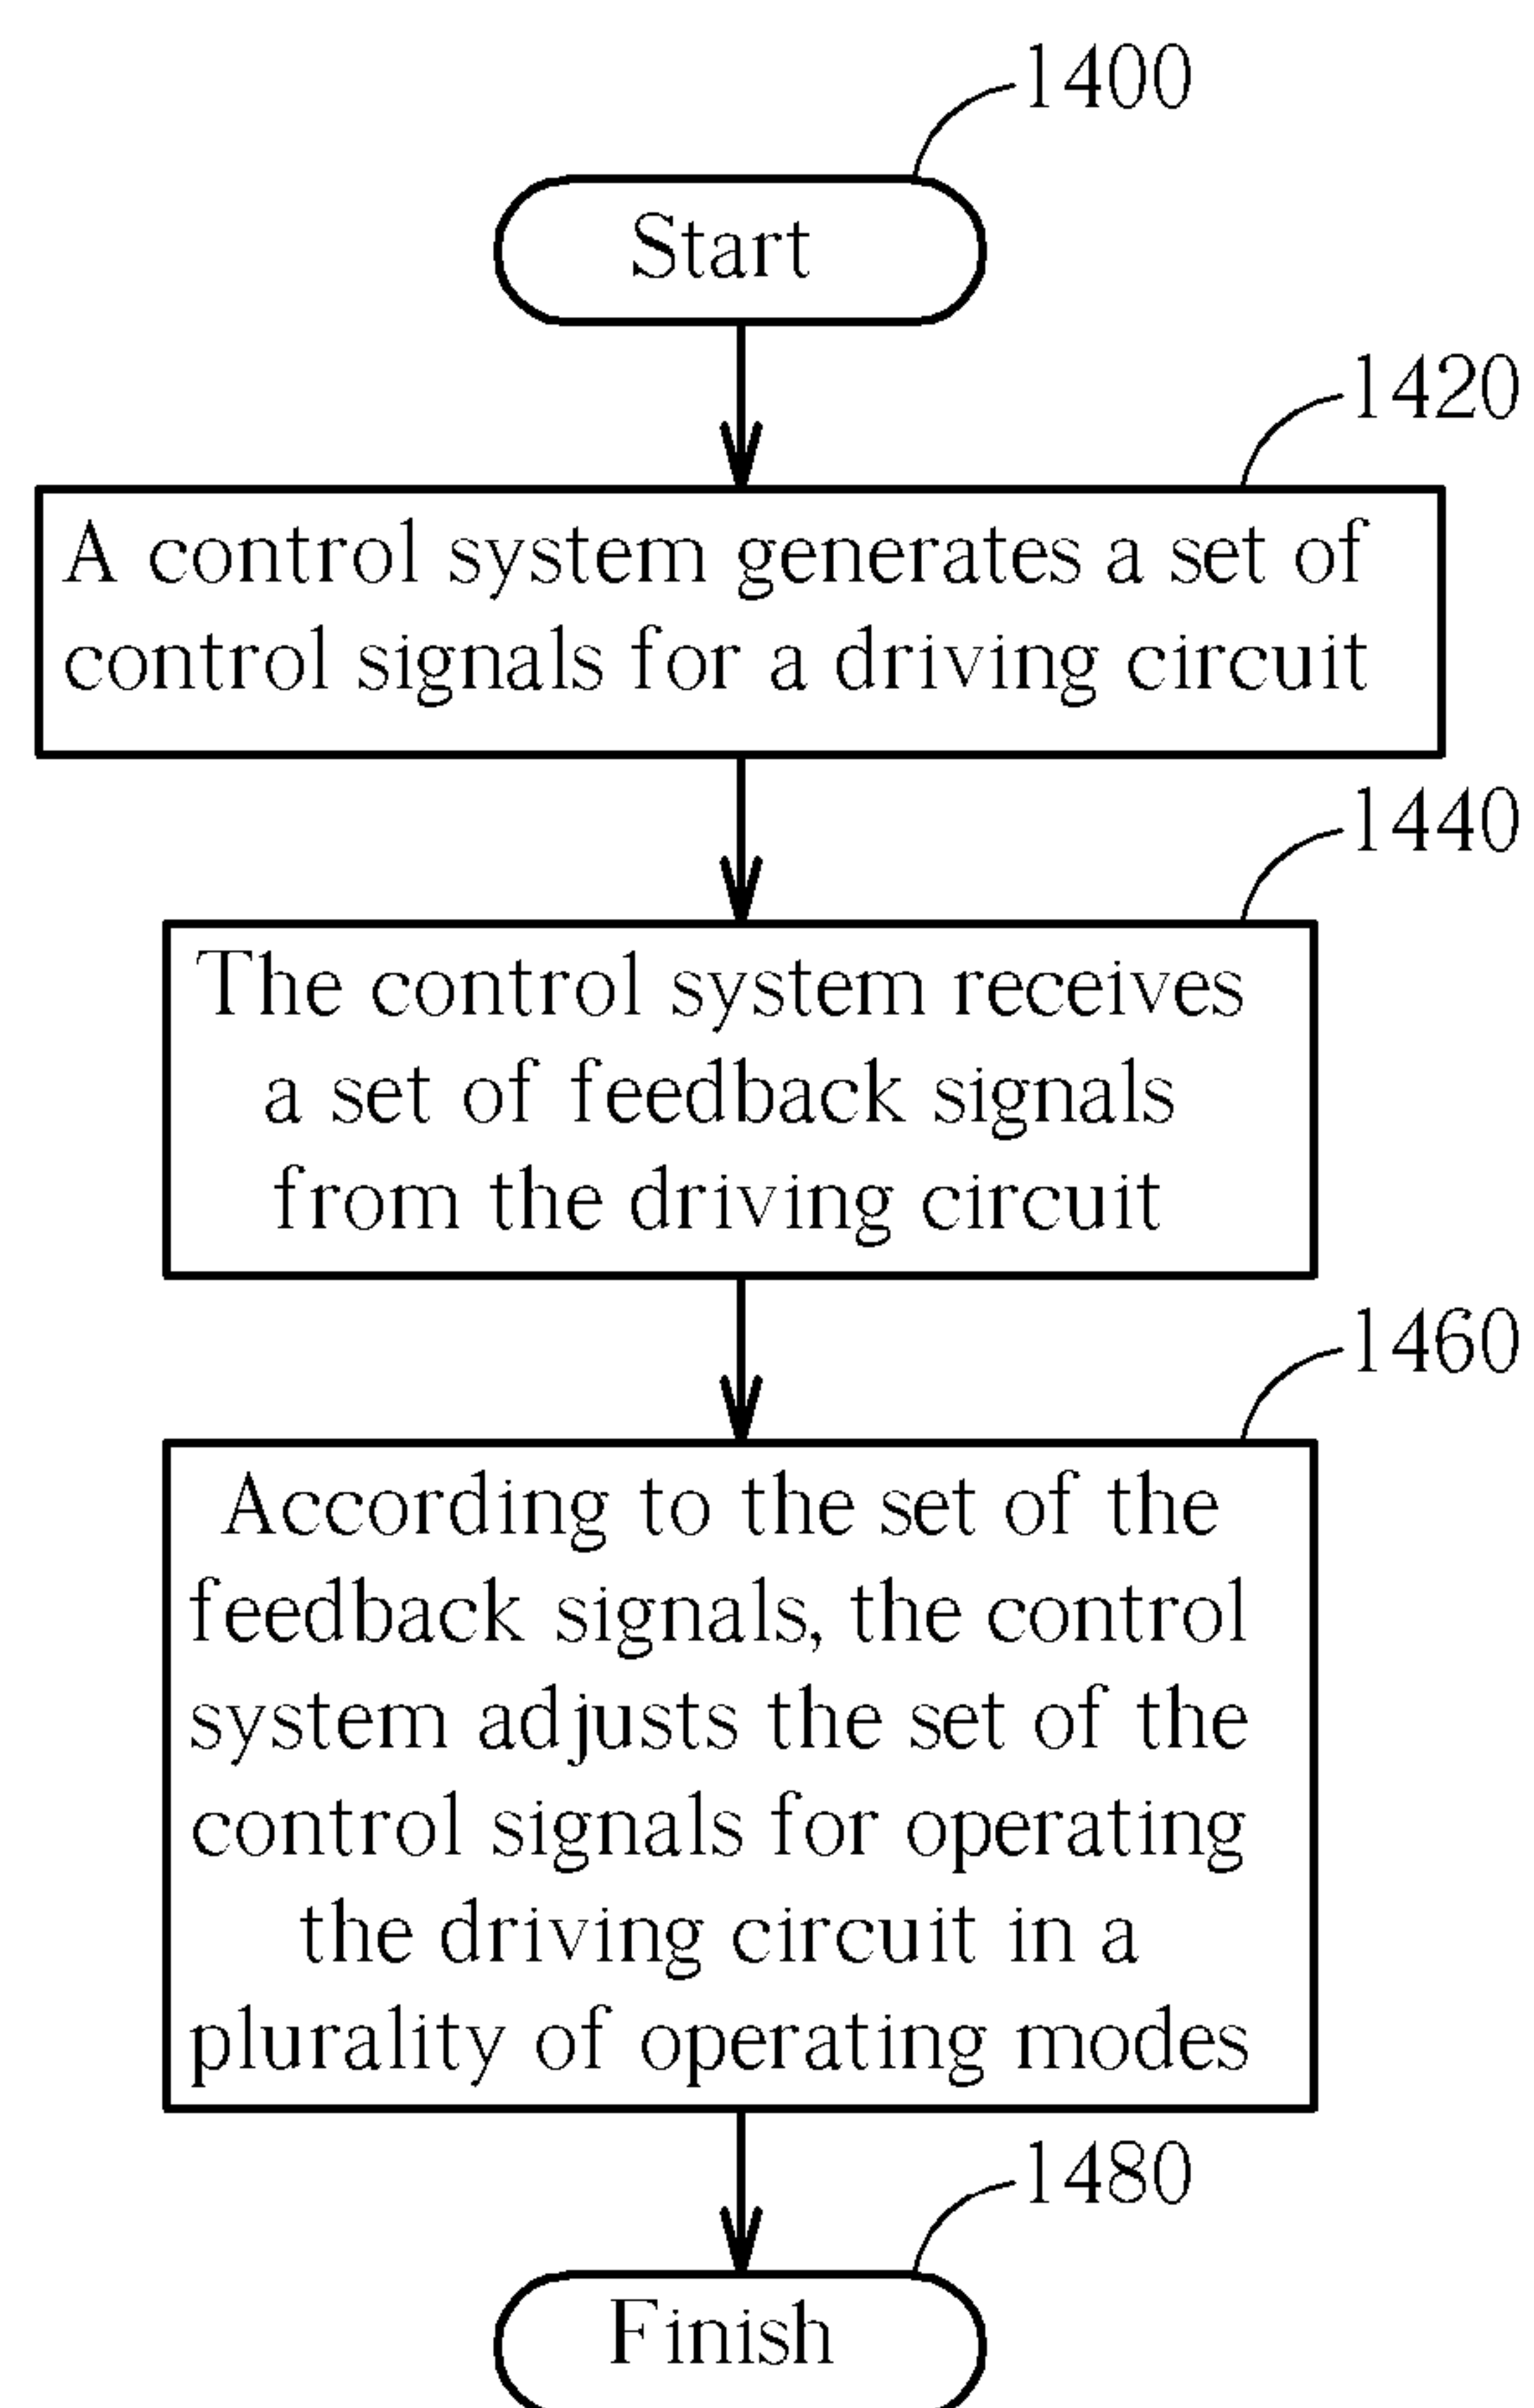 1400
Start
1420
A control system generates a set of
control signals for a driving circuit
1440
The control system receives
a set of feedback signals
from the driving circuit
1460
According to the set of the
feedback signals, the control
system adjusts the set of the
control signals for operating
the driving circuit in a
plurality of operating modes
1480
Finish